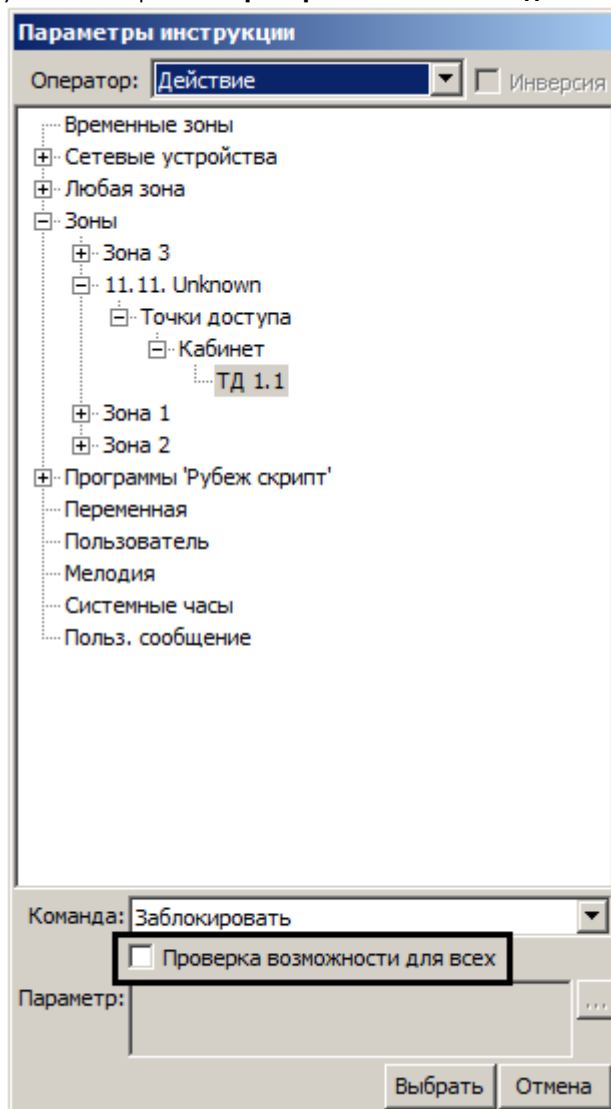 Параметры инструкции
Оператор: Действие Инверсия
Временные зоны
Сетевые устройства
Любая зона
Зоны
Зона 3
11.11. Unknown
Точки доступа
Кабинет
ТД 1.1
Зона 1
Зона 2
Программы 'Рубеж скрипт'
Переменная
Пользователь
Мелодия
Системные часы
Польз. сообщение
Команда: Заблокировать
Проверка возможности для всех
Параметр: ...
Выбрать Отмена